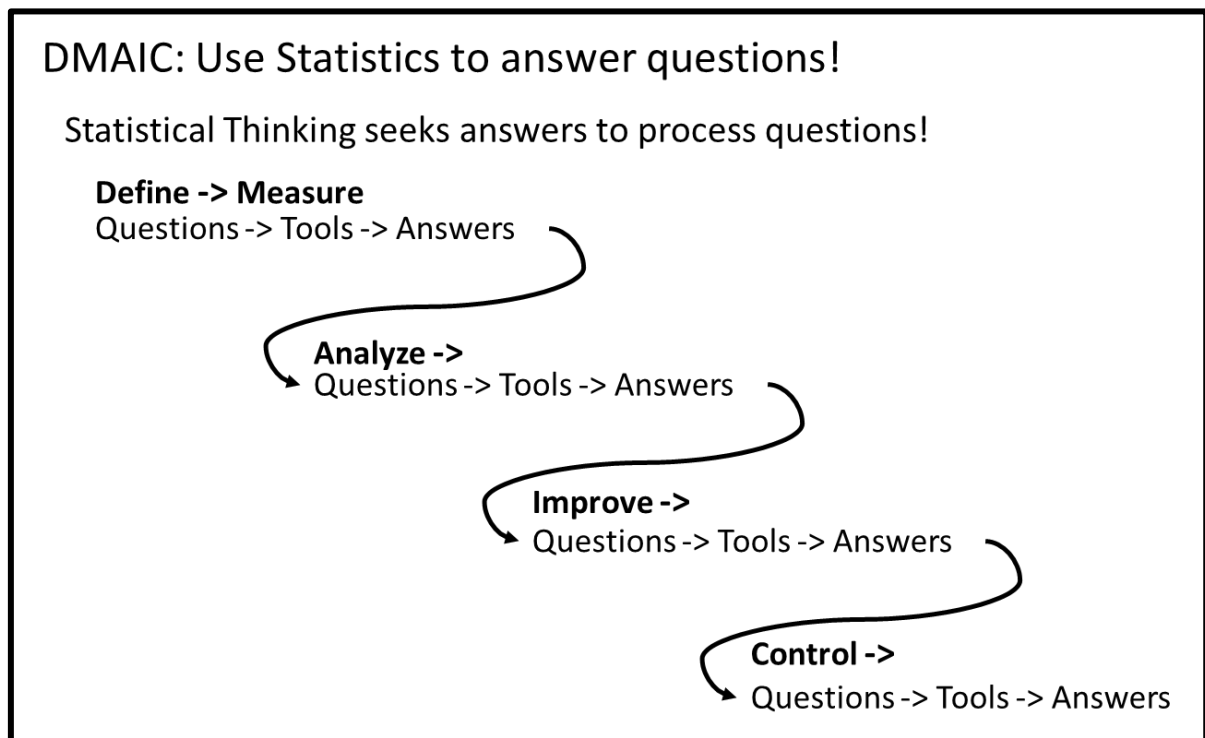 DMAIC: Use Statistics to answer questions!
Statistical Thinking seeks answers to process questions!
Define -> Measure
Questions -> Tools -> Answers
Analyze ->
Questions -> Tools -> Answers
Improve ->
Questions -> Tools -> Answers
Control ->
Questions -> Tools -> Answers